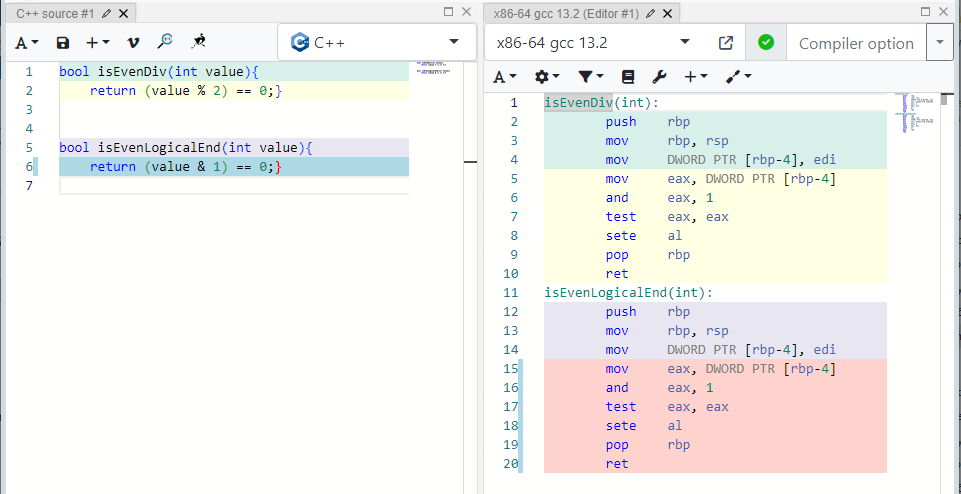 C++ source #1
A
C++
1 bool isEvenDiv(int value){
2 return (value % 2) == 0;}
3
4
5 bool isEvenLogicalEnd(int value){
6 return (value & 1) == 0;}
7
x86-64 gcc 13.2 (Editor #1)
x86-64 gcc 13.2
Compiler option
A
1 isEvenDiv(int):
2 push rbp
3 mov rbp, rsp
4 mov DWORD PTR [rbp-4], edi
5 mov eax, DWORD PTR [rbp-4]
6 and eax, 1
7 test eax, eax
8 sete al
9 pop rbp
10 ret
11 isEvenLogicalEnd(int):
12 push rbp
13 mov rbp, rsp
14 mov DWORD PTR [rbp-4], edi
15 mov eax, DWORD PTR [rbp-4]
16 and eax, 1
17 test eax, eax
18 sete al
19 pop rbp
20 ret